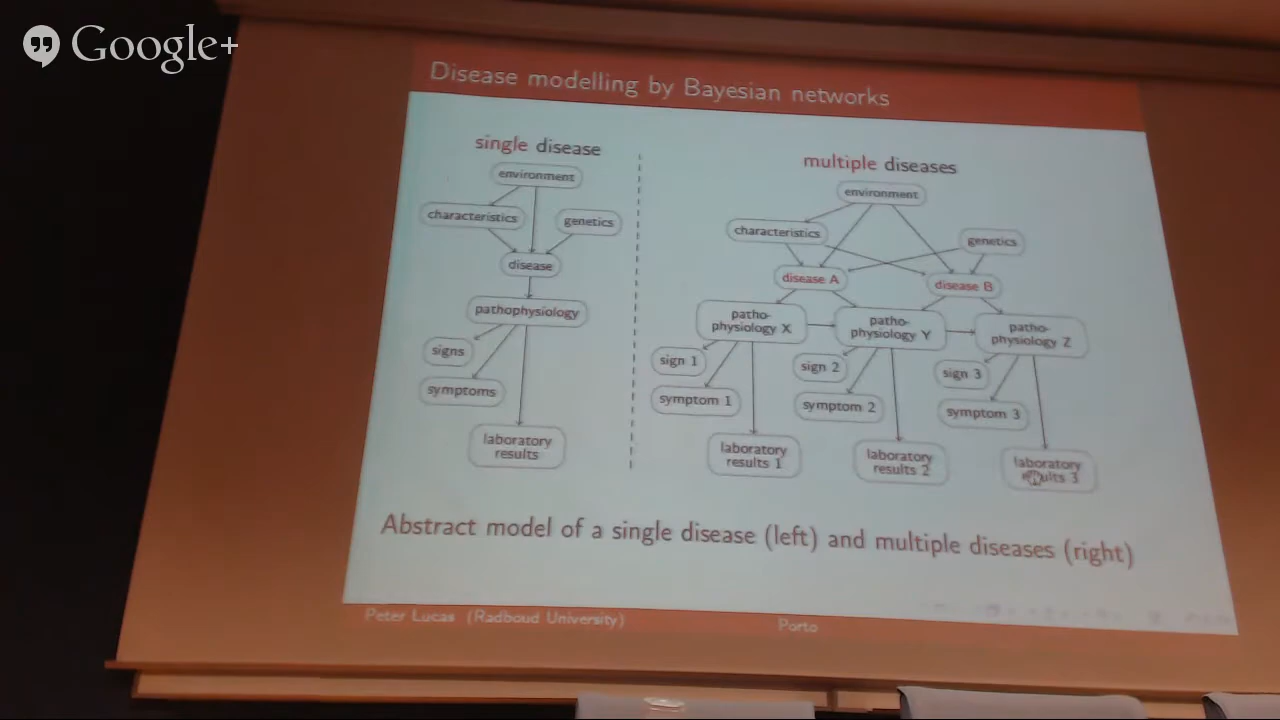 Google+
Disease modelling by Bayesian networks
single disease
environment
characteristics
genetics
disease
pathophysiology
signs
symptoms
laboratory
results
multiple diseases
environment
characteristics
genetics
disease A
disease B
patho-
physiology X
patho-
physiology Y
patho-
physiology Z
sign 1
sign 2
sign 3
symptom 1
symptom 2
symptom 3
laboratory
results 1
laboratory
results 2
laboratory
results 3
Abstract model of a single disease (left) and multiple diseases (right)
Peter Lucas (Radboud University)
Porto